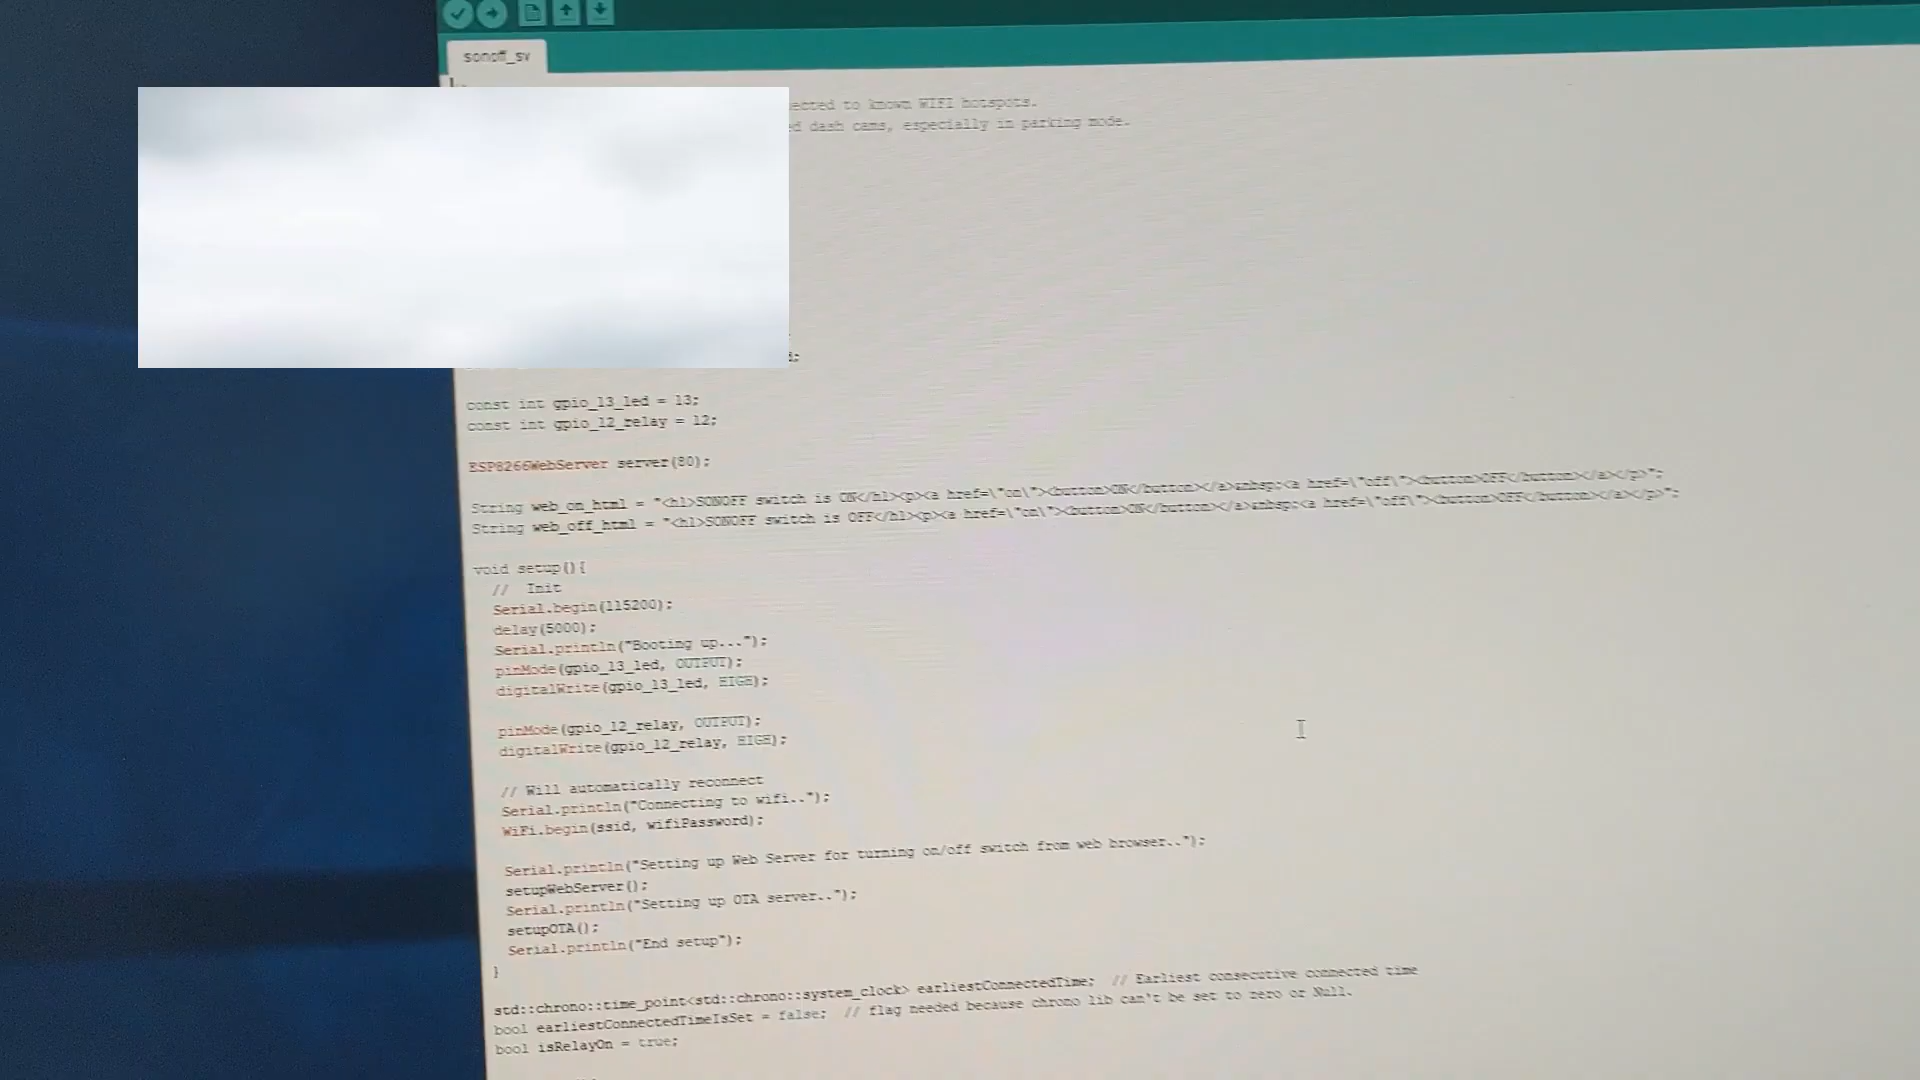 sonoff_sv
ected to known WIFI hotspots.
d dash cams, especially in parking mode.
d;
const int gpio_13_led = 13;
const int gpio_12_relay = 12;
ESP8266WebServer server(80);
String web_on_html = "<h1>SONOFF switch is ON</h1><p><a href=\"on\"><button>ON</button></a>&nbsp;<a href=\"off\"><button>OFF</button></a></p>";
String web_off_html = "<h1>SONOFF switch is OFF</h1><p><a href=\"on\"><button>ON</button></a>&nbsp;<a href=\"off\"><button>OFF</button></a></p>";
void setup(){
// Init
Serial.begin(115200);
delay(5000);
Serial.println("Booting up...");
pinMode(gpio_13_led, OUTPUT);
digitalWrite(gpio_13_led, HIGH);
pinMode(gpio_12_relay, OUTPUT);
digitalWrite(gpio_12_relay, HIGH);
// Will automatically reconnect
Serial.println("Connecting to wifi..");
WiFi.begin(ssid, wifiPassword);
Serial.println("Setting up Web Server for turning on/off switch from web browser..");
setupWebServer();
Serial.println("Setting up OTA server..");
setupOTA();
Serial.println("End setup");
}
std::chrono::time_point<std::chrono::system_clock> earliestConnectedTime; // Earliest consecutive connected time
bool earliestConnectedTimeIsSet = false; // flag needed because chrono lib can't be set to zero or Null.
bool isRelayOn = true;